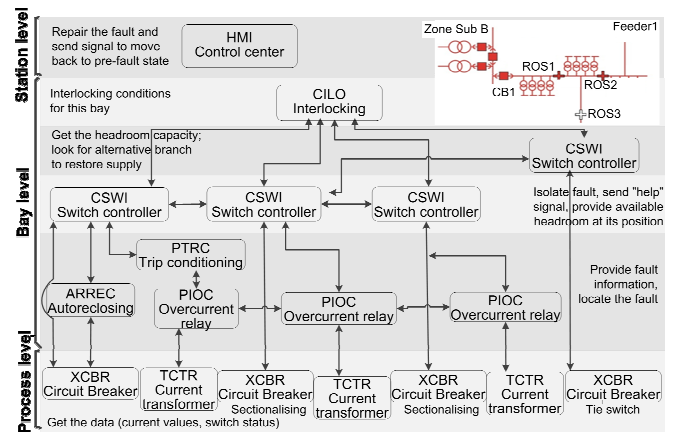 Station level
Repair the fault and
send signal to move
back to pre-fault state
HMI
Control center
Zone Sub B
Feeder1
ROS1
ROS2
CB1
ROS3
Bay level
Interlocking conditions
for this bay
CILO
Interlocking
Get the headroom capacity;
look for alternative branch
to restore supply
CSWI
Switch controller
CSWI
Switch controller
CSWI
Switch controller
CSWI
Switch controller
Isolate fault, send "help"
signal, provide available
headroom at its position
PTRC
Trip conditioning
Provide fault
information,
locate the fault
ARREC
Autoreclosing
PIOC
Overcurrent
relay
PIOC
Overcurrent relay
PIOC
Overcurrent relay
Process level
XCBR
Circuit Breaker
TCTR
Current
transformer
XCBR
Circuit Breaker
Sectionalising
TCTR
Current
transformer
XCBR
Circuit Breaker
Sectionalising
TCTR
Current
transformer
XCBR
Circuit Breaker
Tie switch
Get the data (current values, switch status)